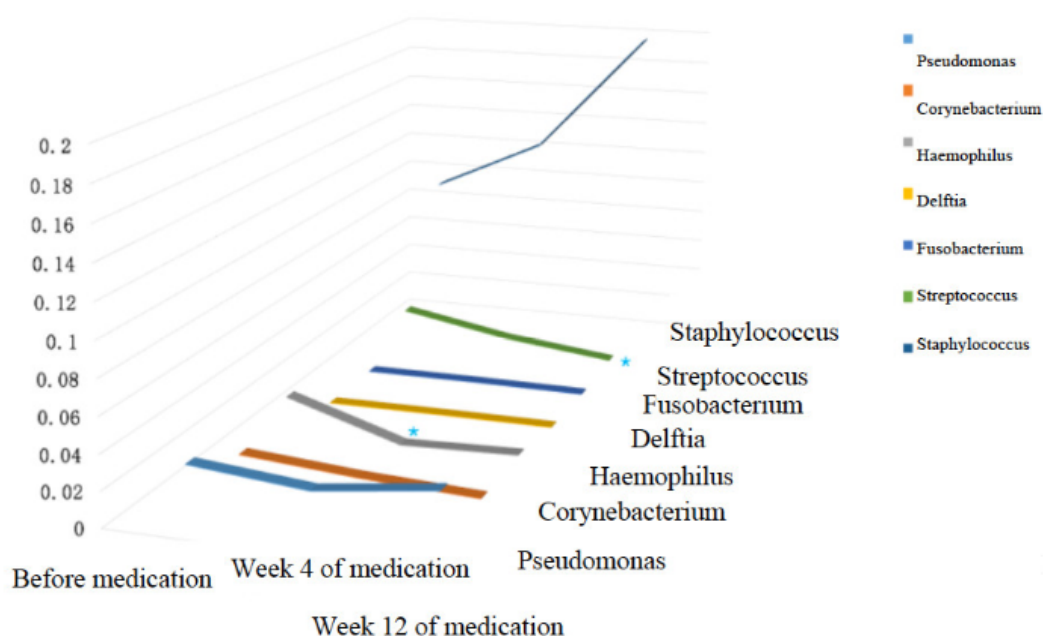 0.2
0.18
0.16
0.14
0.12
0.1
0.08
0.06
0.04
0.02
0
Before medication
Week 4 of medication
Week 12 of medication
Pseudomonas
Corynebacterium
Haemophilus
Delftia
Fusobacterium
Streptococcus
Staphylococcus
Pseudomonas
Corynebacterium
Haemophilus
Delftia
Fusobacterium
Streptococcus
Staphylococcus